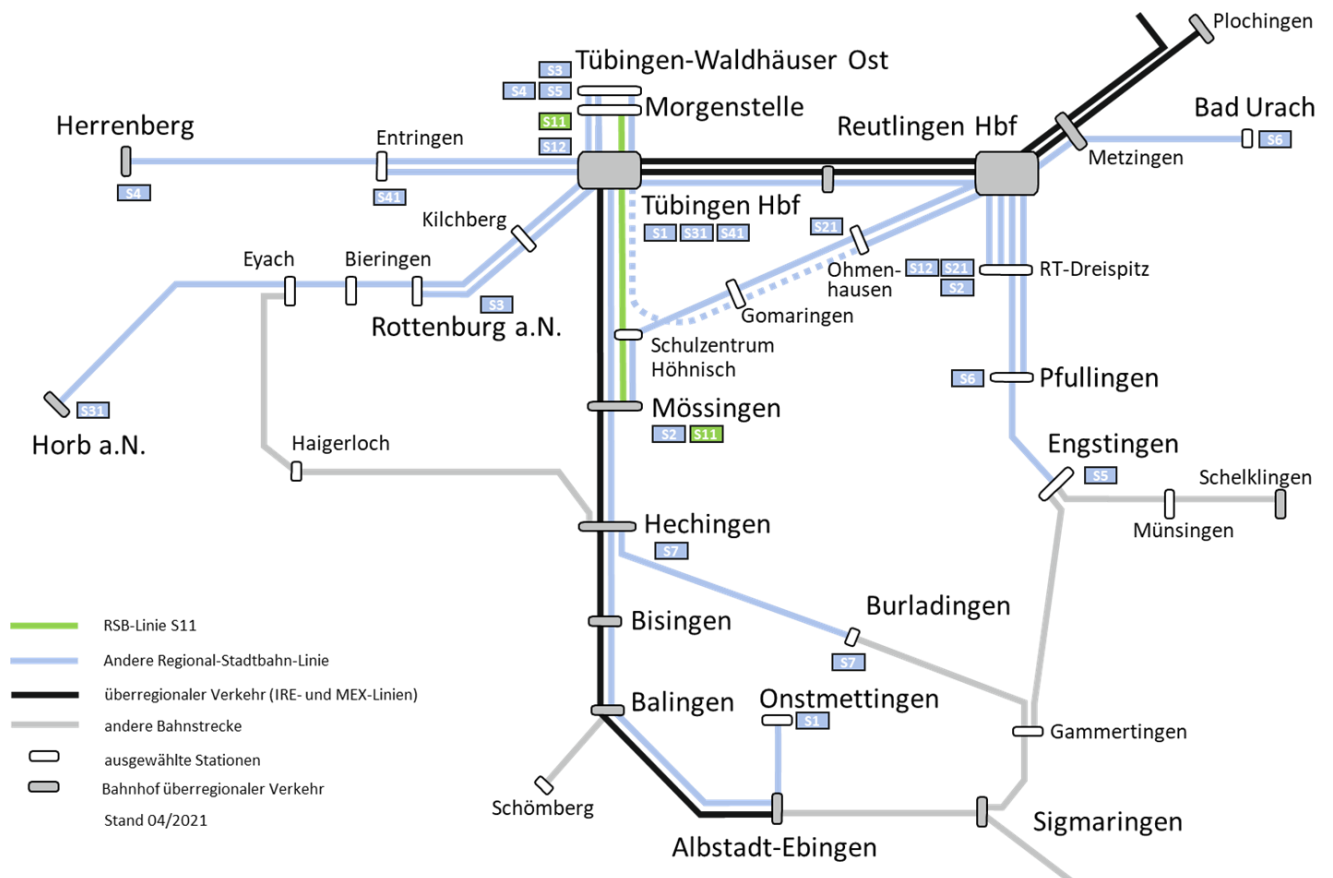 Plochingen
S3
Tübingen-Waldhäuser Ost
S4 S5
Morgenstelle
S11
S12
Herrenberg
S4
Entringen
S41
Reutlingen Hbf
Bad Urach
S6
Metzingen
Kilchberg
Tübingen Hbf
S1 S31 S41
S21
Eyach
Bieringen
S3
Rottenburg a.N.
Ohmen-
hausen
S12 S21
S2
RT-Dreispitz
Gomaringen
Schulzentrum
Höhnisch
S6
Pfullingen
S31
Horb a.N.
Mössingen
S2 S11
Haigerloch
Engstingen
S5
Schelklingen
Münsingen
Hechingen
S7
Burladingen
S7
Bisingen
Balingen
Onstmettingen
S1
Gammertingen
Schömberg
Albstadt-Ebingen
Sigmaringen
RSB-Linie S11
Andere Regional-Stadtbahn-Linie
überregionaler Verkehr (IRE- und MEX-Linien)
andere Bahnstrecke
ausgewählte Stationen
Bahnhof überregionaler Verkehr
Stand 04/2021